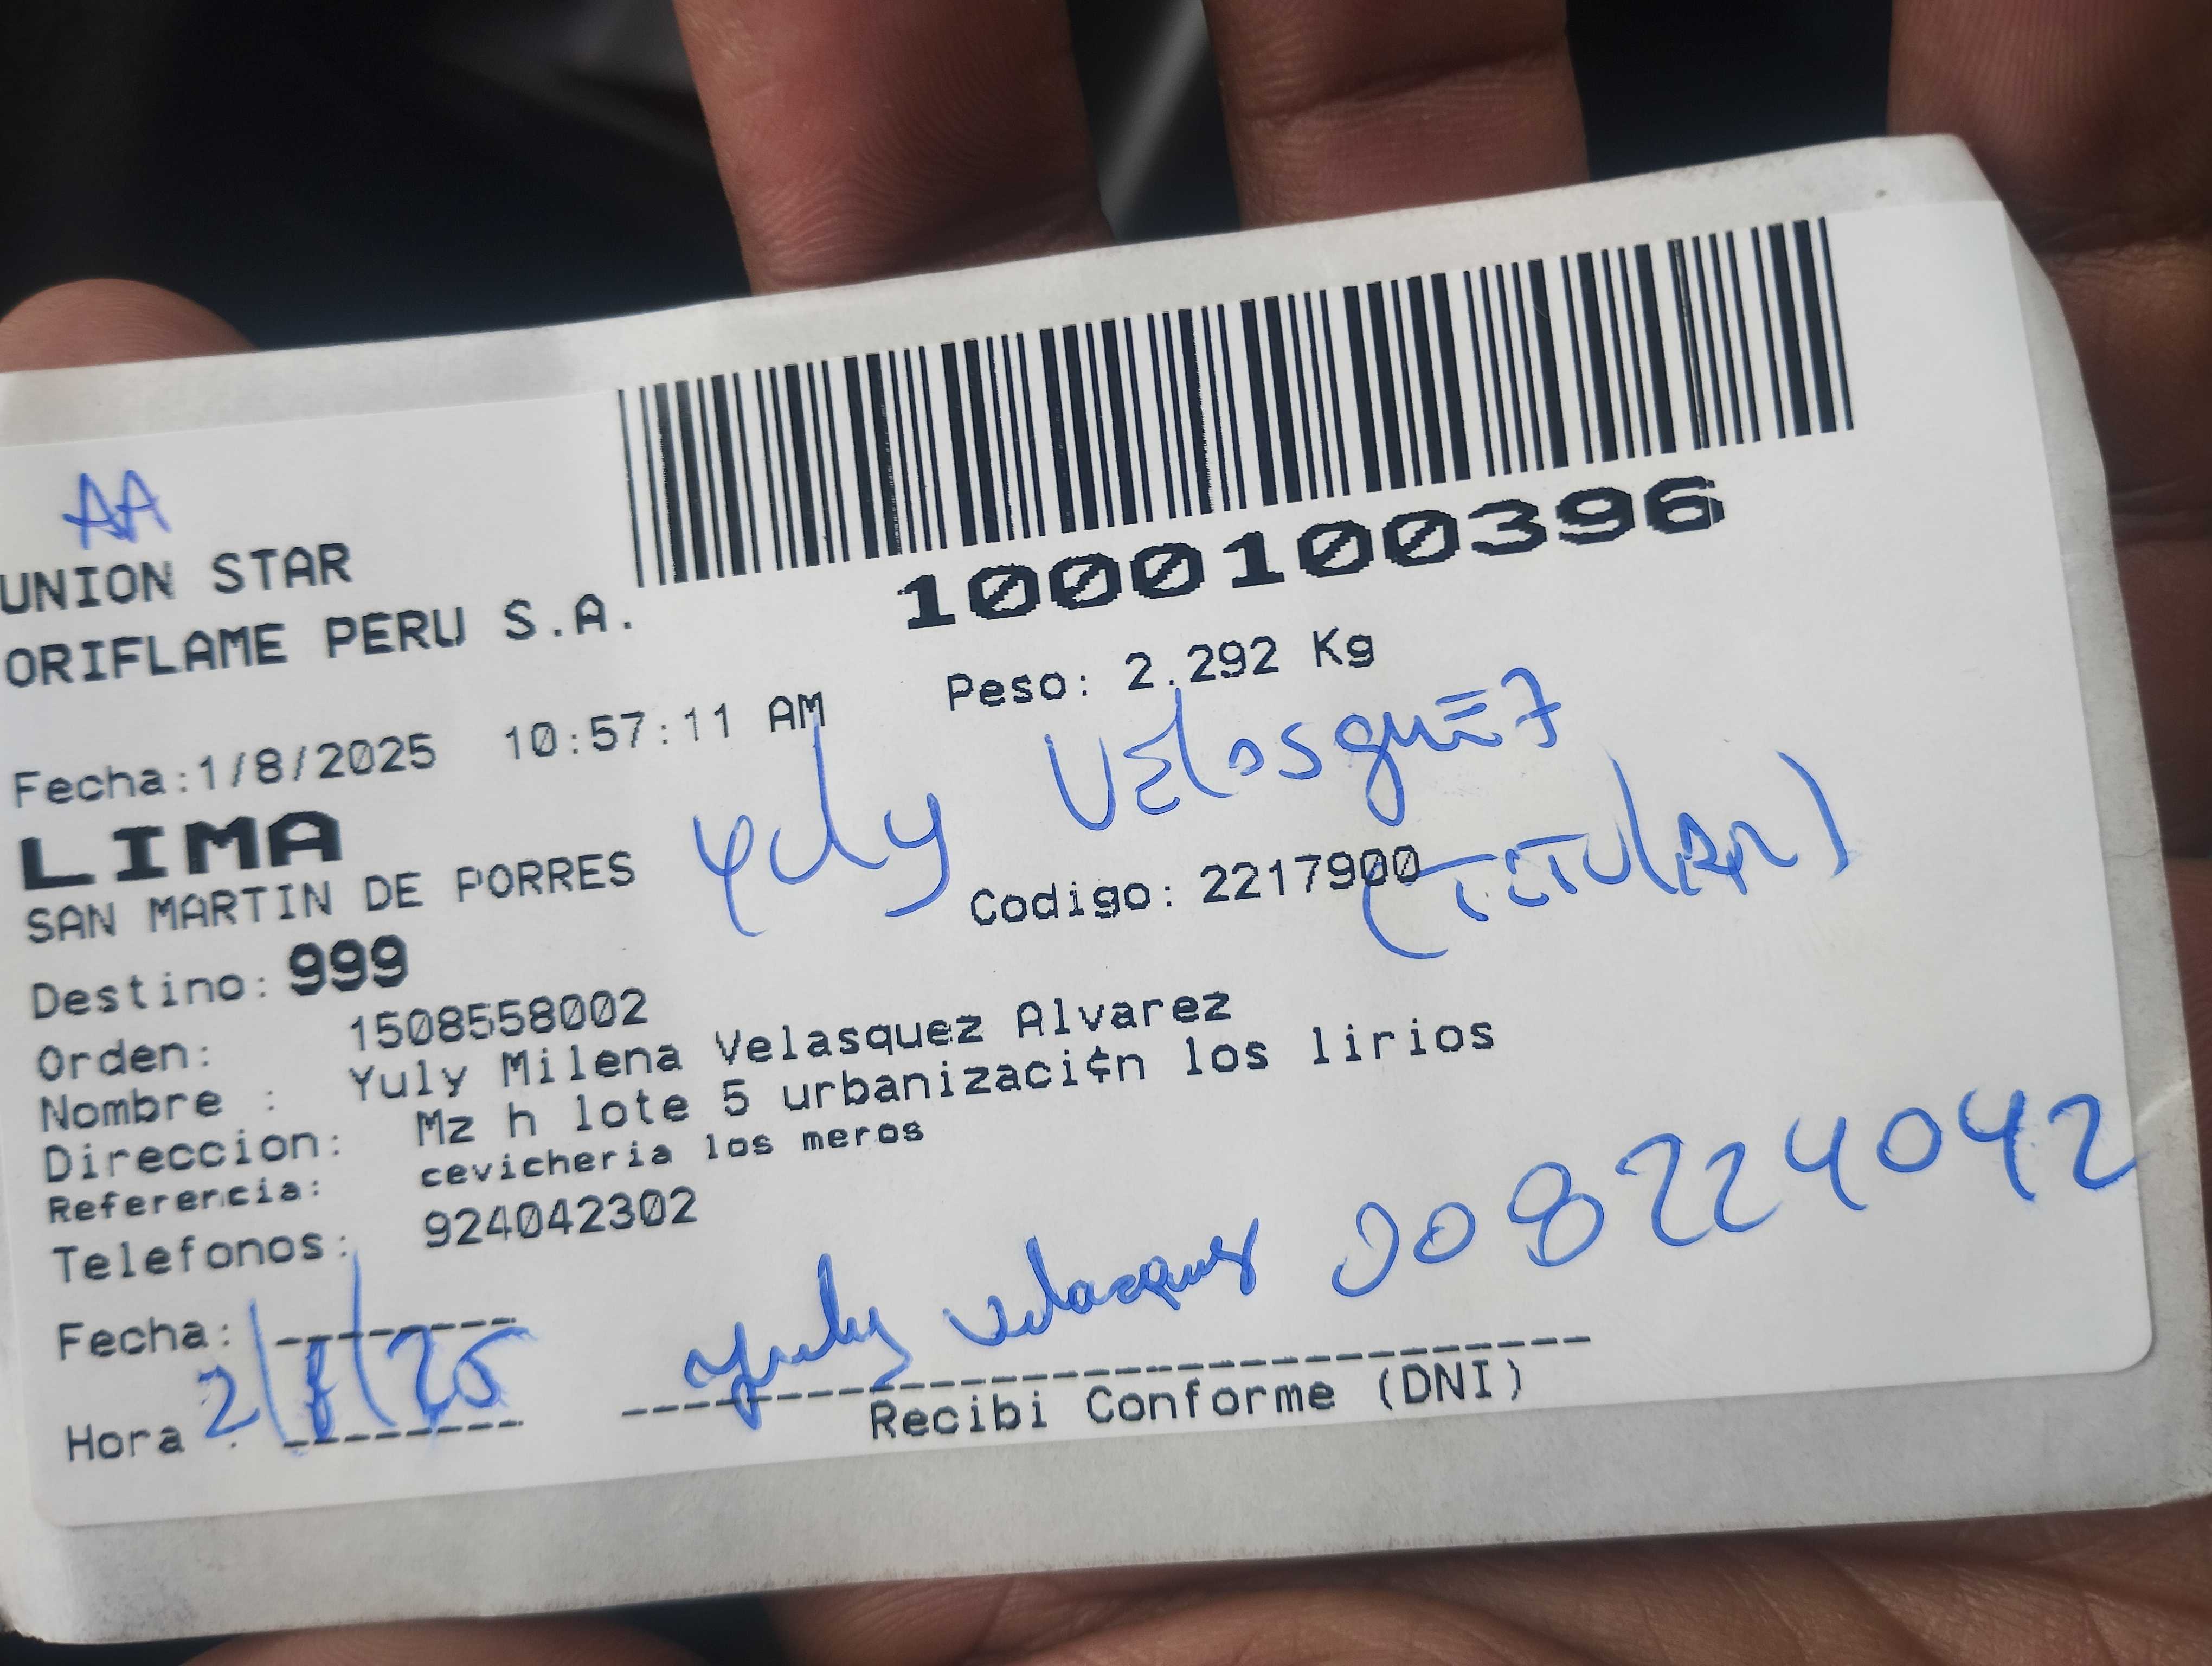 AA
1000100396
UNION STAR
ORIFLAME PERU S.A.
Peso: 2.292 Kg
Fecha:1/8/2025 10:57:11 AM
Yuly Velosquez
LIMA
SAN MARTIN DE PORRES
Codigo: 2217900
(TITULAR)
Destino: 999
Orden: 1508558002
Nombre : Yuly Milena Velasquez Alvarez
Direccion: Mz h lote 5 urbanizaci¢n los lirios
Referencia: cevicheria los meros
Telefonos: 924042302
Fecha:
2/8/25
Hora :
yuly velasquez
Recibi Conforme (DNI)